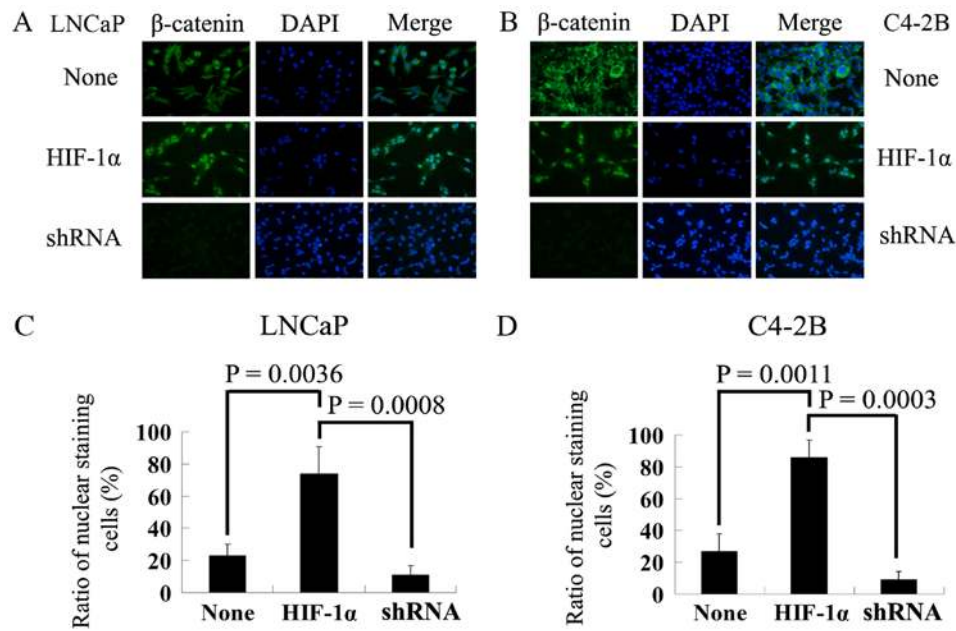 A LNCaP β-catenin DAPI Merge
None
HIF-1α
shRNA
B β-catenin DAPI Merge C4-2B
None
HIF-1α
shRNA
C
LNCaP
P = 0.0036
P = 0.0008
Ratio of nuclear staining
cells (%)
100
80
60
40
20
0
None HIF-1α shRNA
D
C4-2B
P = 0.0011
P = 0.0003
Ratio of nuclear staining
cells (%)
100
80
60
40
20
0
None HIF-1α shRNA